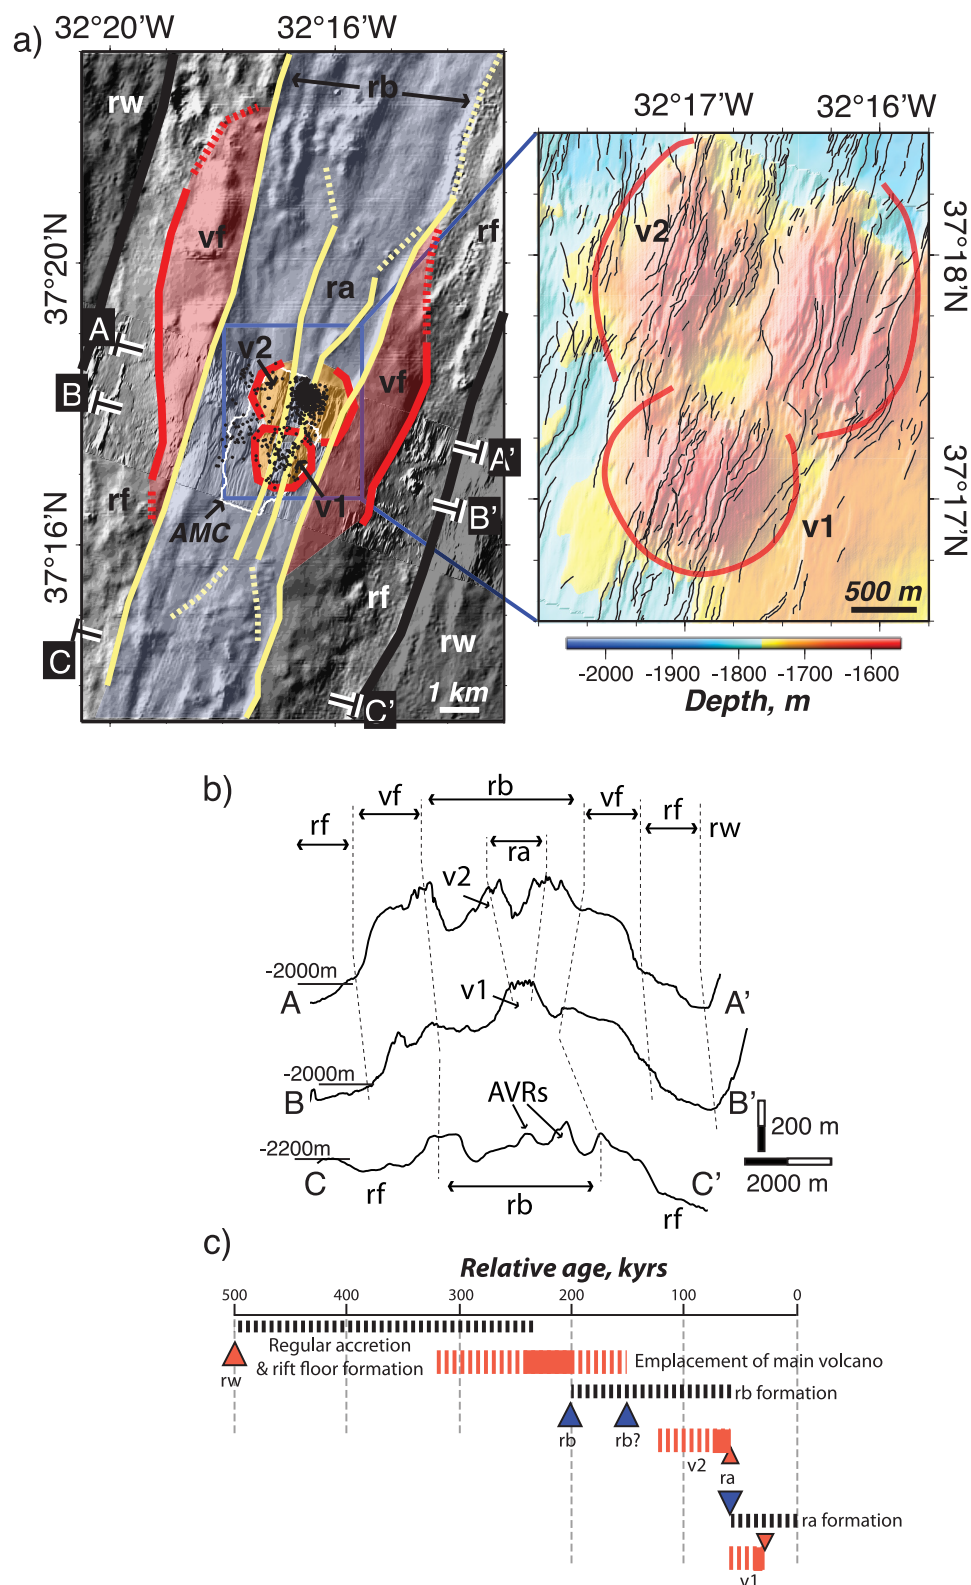 a)
32°20'W
32°16'W
37°20'N
37°16'N
rw
rb
vf
rf
ra
v2
vf
A
B
rf
AMC
v1
A'
B'
rf
rw
C
C'
1 km
32°17'W
32°16'W
37°18'N
37°17'N
v2
v1
500 m
-2000 -1900 -1800 -1700 -1600
Depth, m
b)
rf
vf
rb
vf
rf
rw
ra
v2
-2000m
A
A'
v1
-2000m
B
B'
AVRs
-2200m
C
C'
rf
rb
rf
200 m
2000 m
c)
Relative age, kyrs
500 400 300 200 100 0
Regular accretion
& rift floor formation
rw
Emplacement of main volcano
rb formation
rb
rb?
v2
ra
ra formation
v1